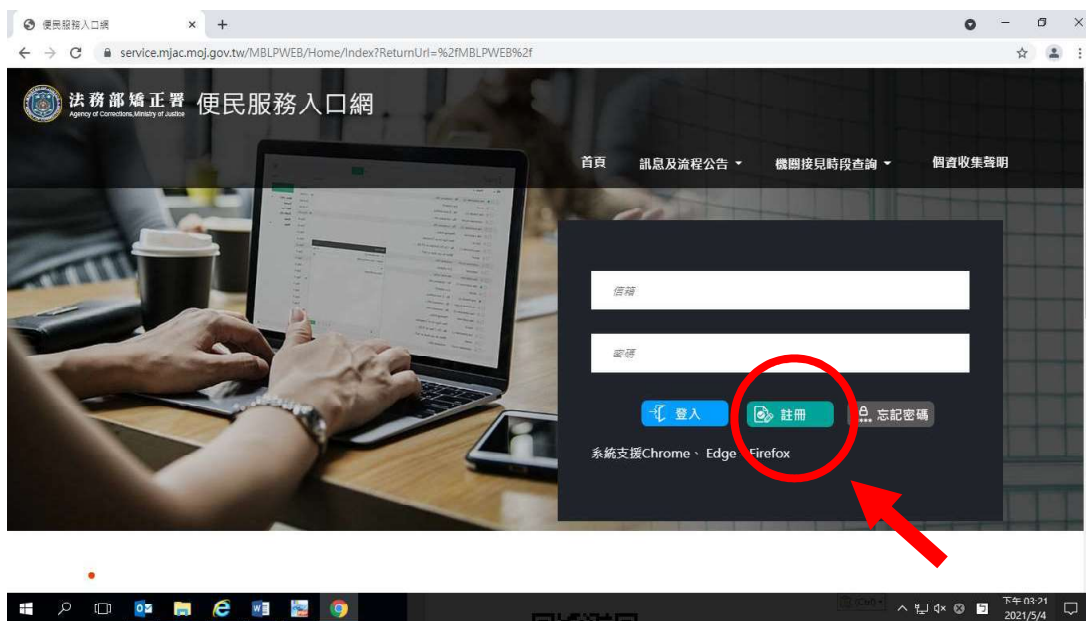 便民服務入口網 × +
service.mjac.moj.gov.tw/MBLPWEB/Home/Index?ReturnUrl=%2fMBLPWEB%2f
法務部矯正署 便民服務入口網
Agency of Corrections,Ministry of Justice
首頁 訊息及流程公告 機關接見時段查詢 個資收集聲明
信箱
密碼
登入 註冊 忘記密碼
系統支援Chrome、Edge、Firefox
下午 03:21
2021/5/4